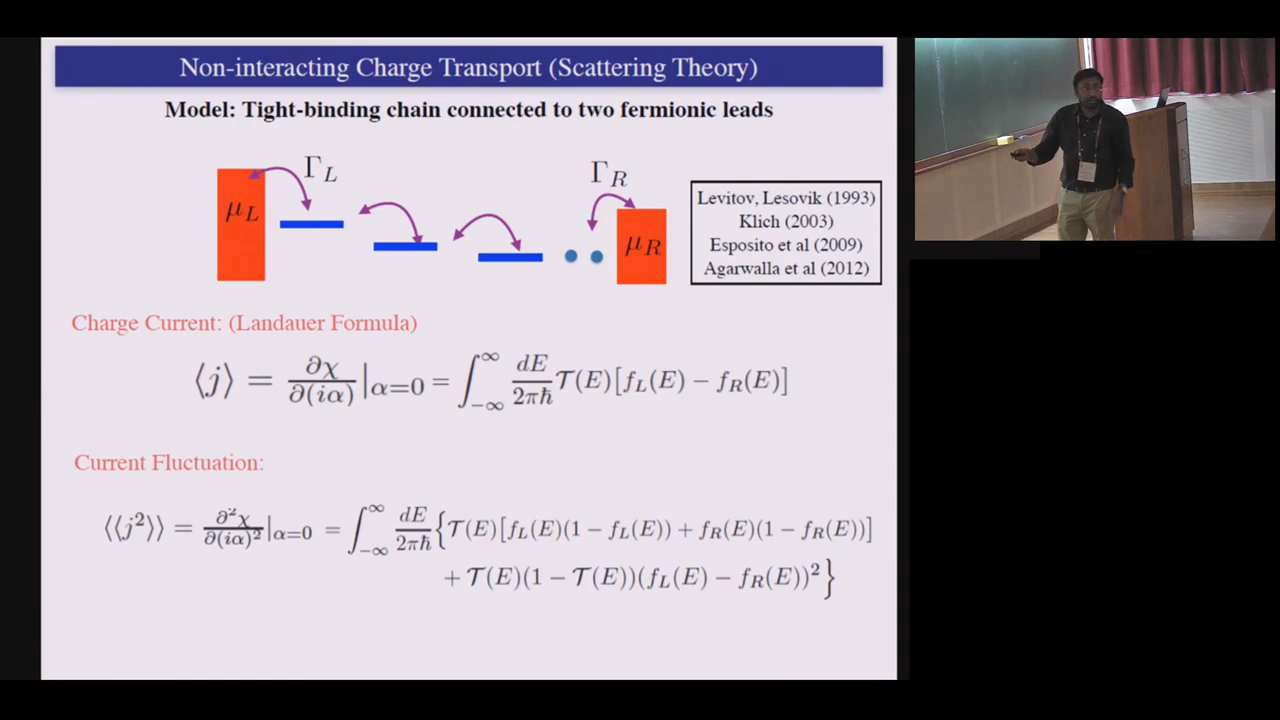 Non-interacting Charge Transport (Scattering Theory)
Model: Tight-binding chain connected to two fermionic leads
Γ_L
Γ_R
μ_L
μ_R
Levitov, Lesovik (1993)
Klich (2003)
Esposito et al (2009)
Agarwalla et al (2012)
Charge Current: (Landauer Formula)
⟨j⟩ = ∂χ/∂(iα)|_{α=0} = ∫_{-∞}^{∞} dE/2πħ 𝒯(E)[f_L(E) − f_R(E)]
Current Fluctuation:
⟨⟨j²⟩⟩ = ∂²χ/∂(iα)²|_{α=0} = ∫_{-∞}^{∞} dE/2πħ {𝒯(E)[f_L(E)(1 − f_L(E)) + f_R(E)(1 − f_R(E))]
+ 𝒯(E)(1 − 𝒯(E))(f_L(E) − f_R(E))²}